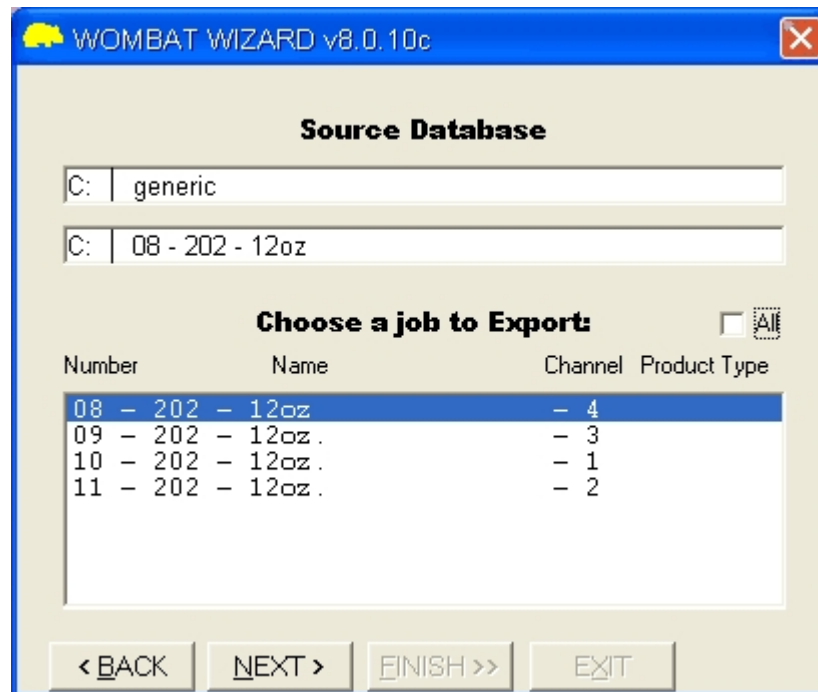 WOMBAT WIZARD v8.0.10c
Source Database
C: generic
C: 08 - 202 - 12oz
Choose a job to Export: All
Number Name Channel Product Type
08 – 202 – 12oz – 4
09 – 202 – 12oz. – 3
10 – 202 – 12oz. – 1
11 – 202 – 12oz. – 2
< BACK NEXT > FINISH >> EXIT